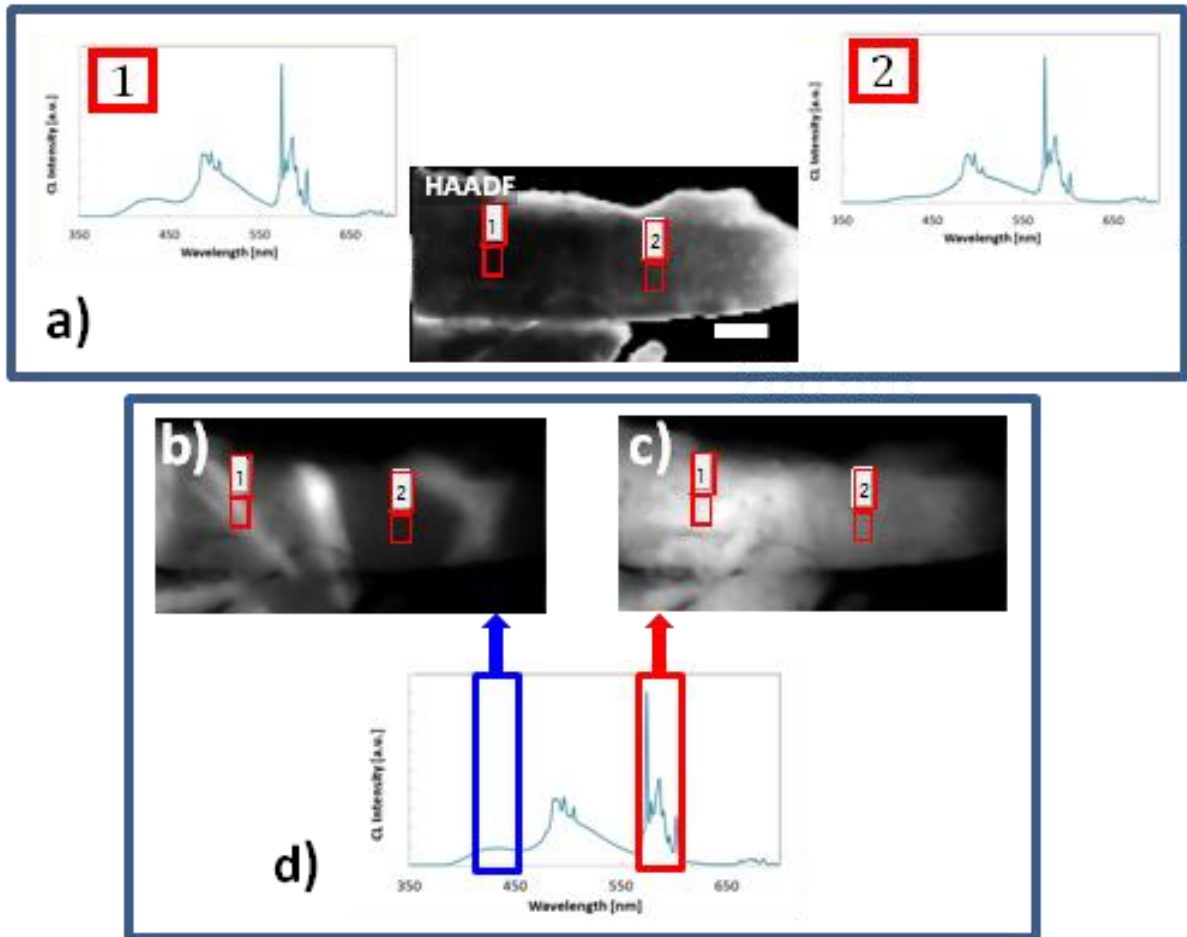 1
CL Intensity [a.u.]
350 450 550 650
Wavelength [nm]
2
CL Intensity [a.u.]
350 450 550 650
Wavelength [nm]
HAADF
1
2
a)
b)
1
2
c)
1
2
CL Intensity [a.u.]
350 450 550 650
Wavelength [nm]
d)